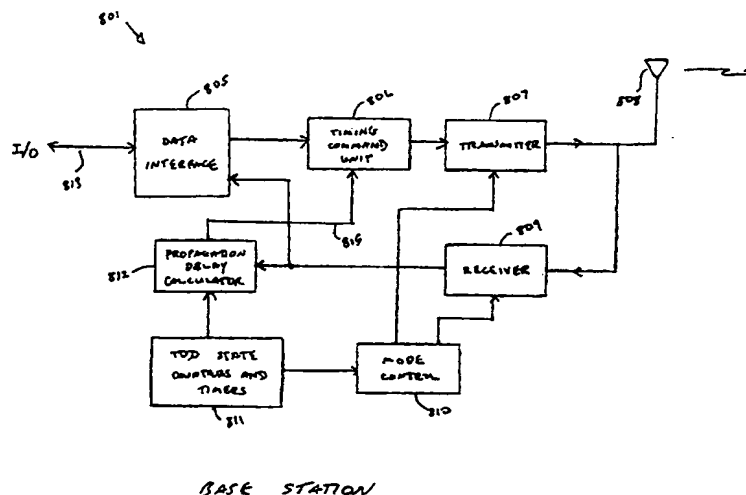 801
805
806
807
808
I/O
813
DATA
INTERFACE
TIMING
COMMAND
UNIT
TRANSMITTER
815
809
812
PROPAGATION
DELAY
CALCULATOR
RECEIVER
TDD STATE
COUNTERS AND
TIMERS
811
MODE
CONTROL
810
BASE STATION